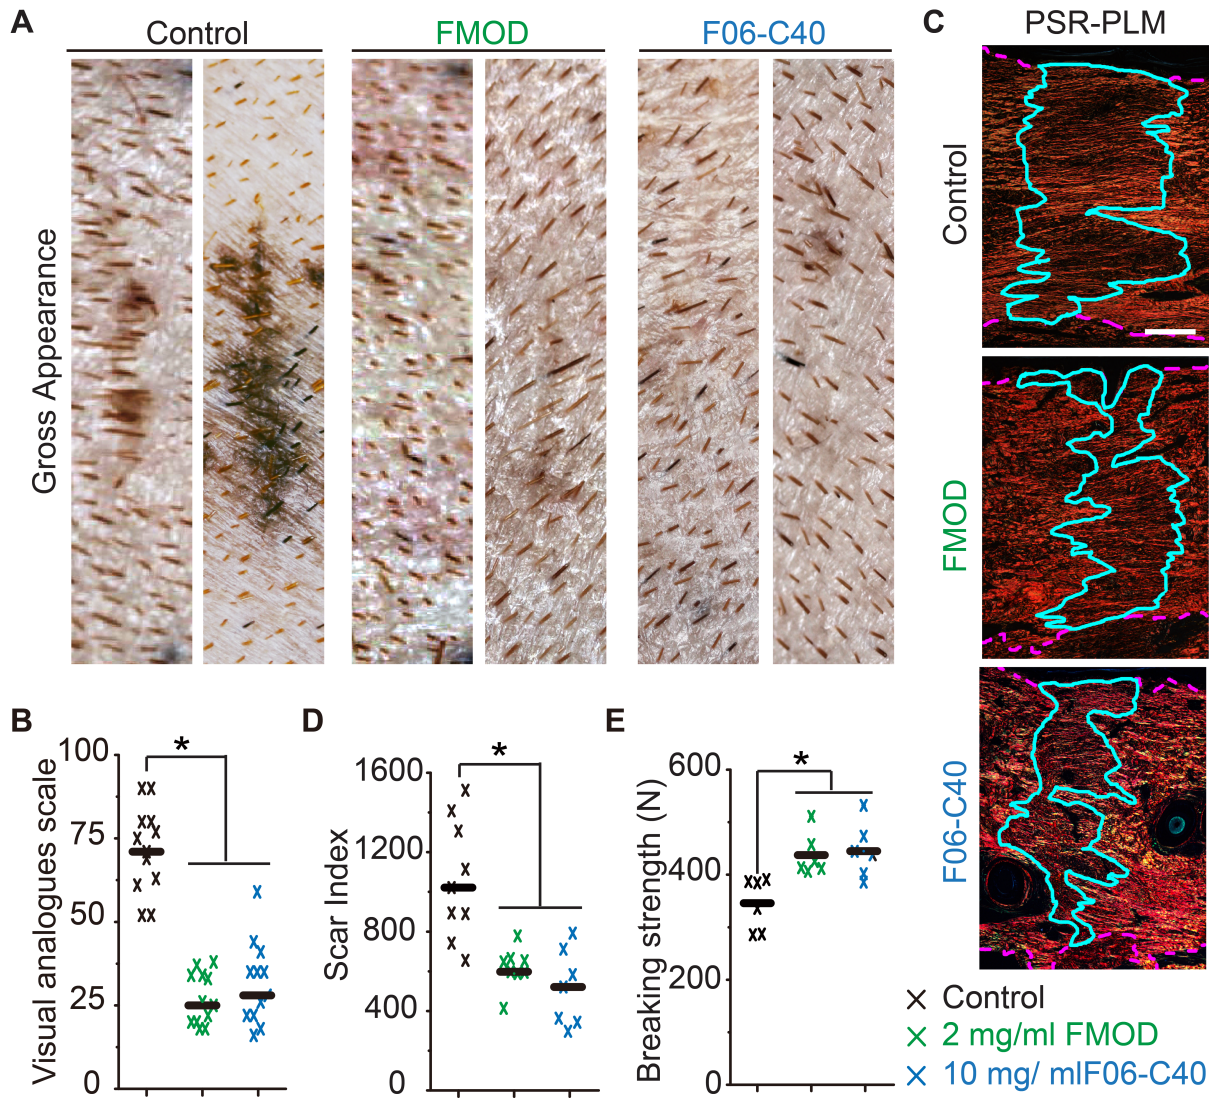 A
Control
FMOD
F06-C40
Gross Appearance
C
PSR-PLM
Control
FMOD
F06-C40
B
Visual analogues scale
100
75
50
25
0
*
D
Scar Index
1600
1200
800
400
0
*
E
Breaking strength (N)
600
400
200
0
*
Control
2 mg/ml FMOD
10 mg/ mlF06-C40